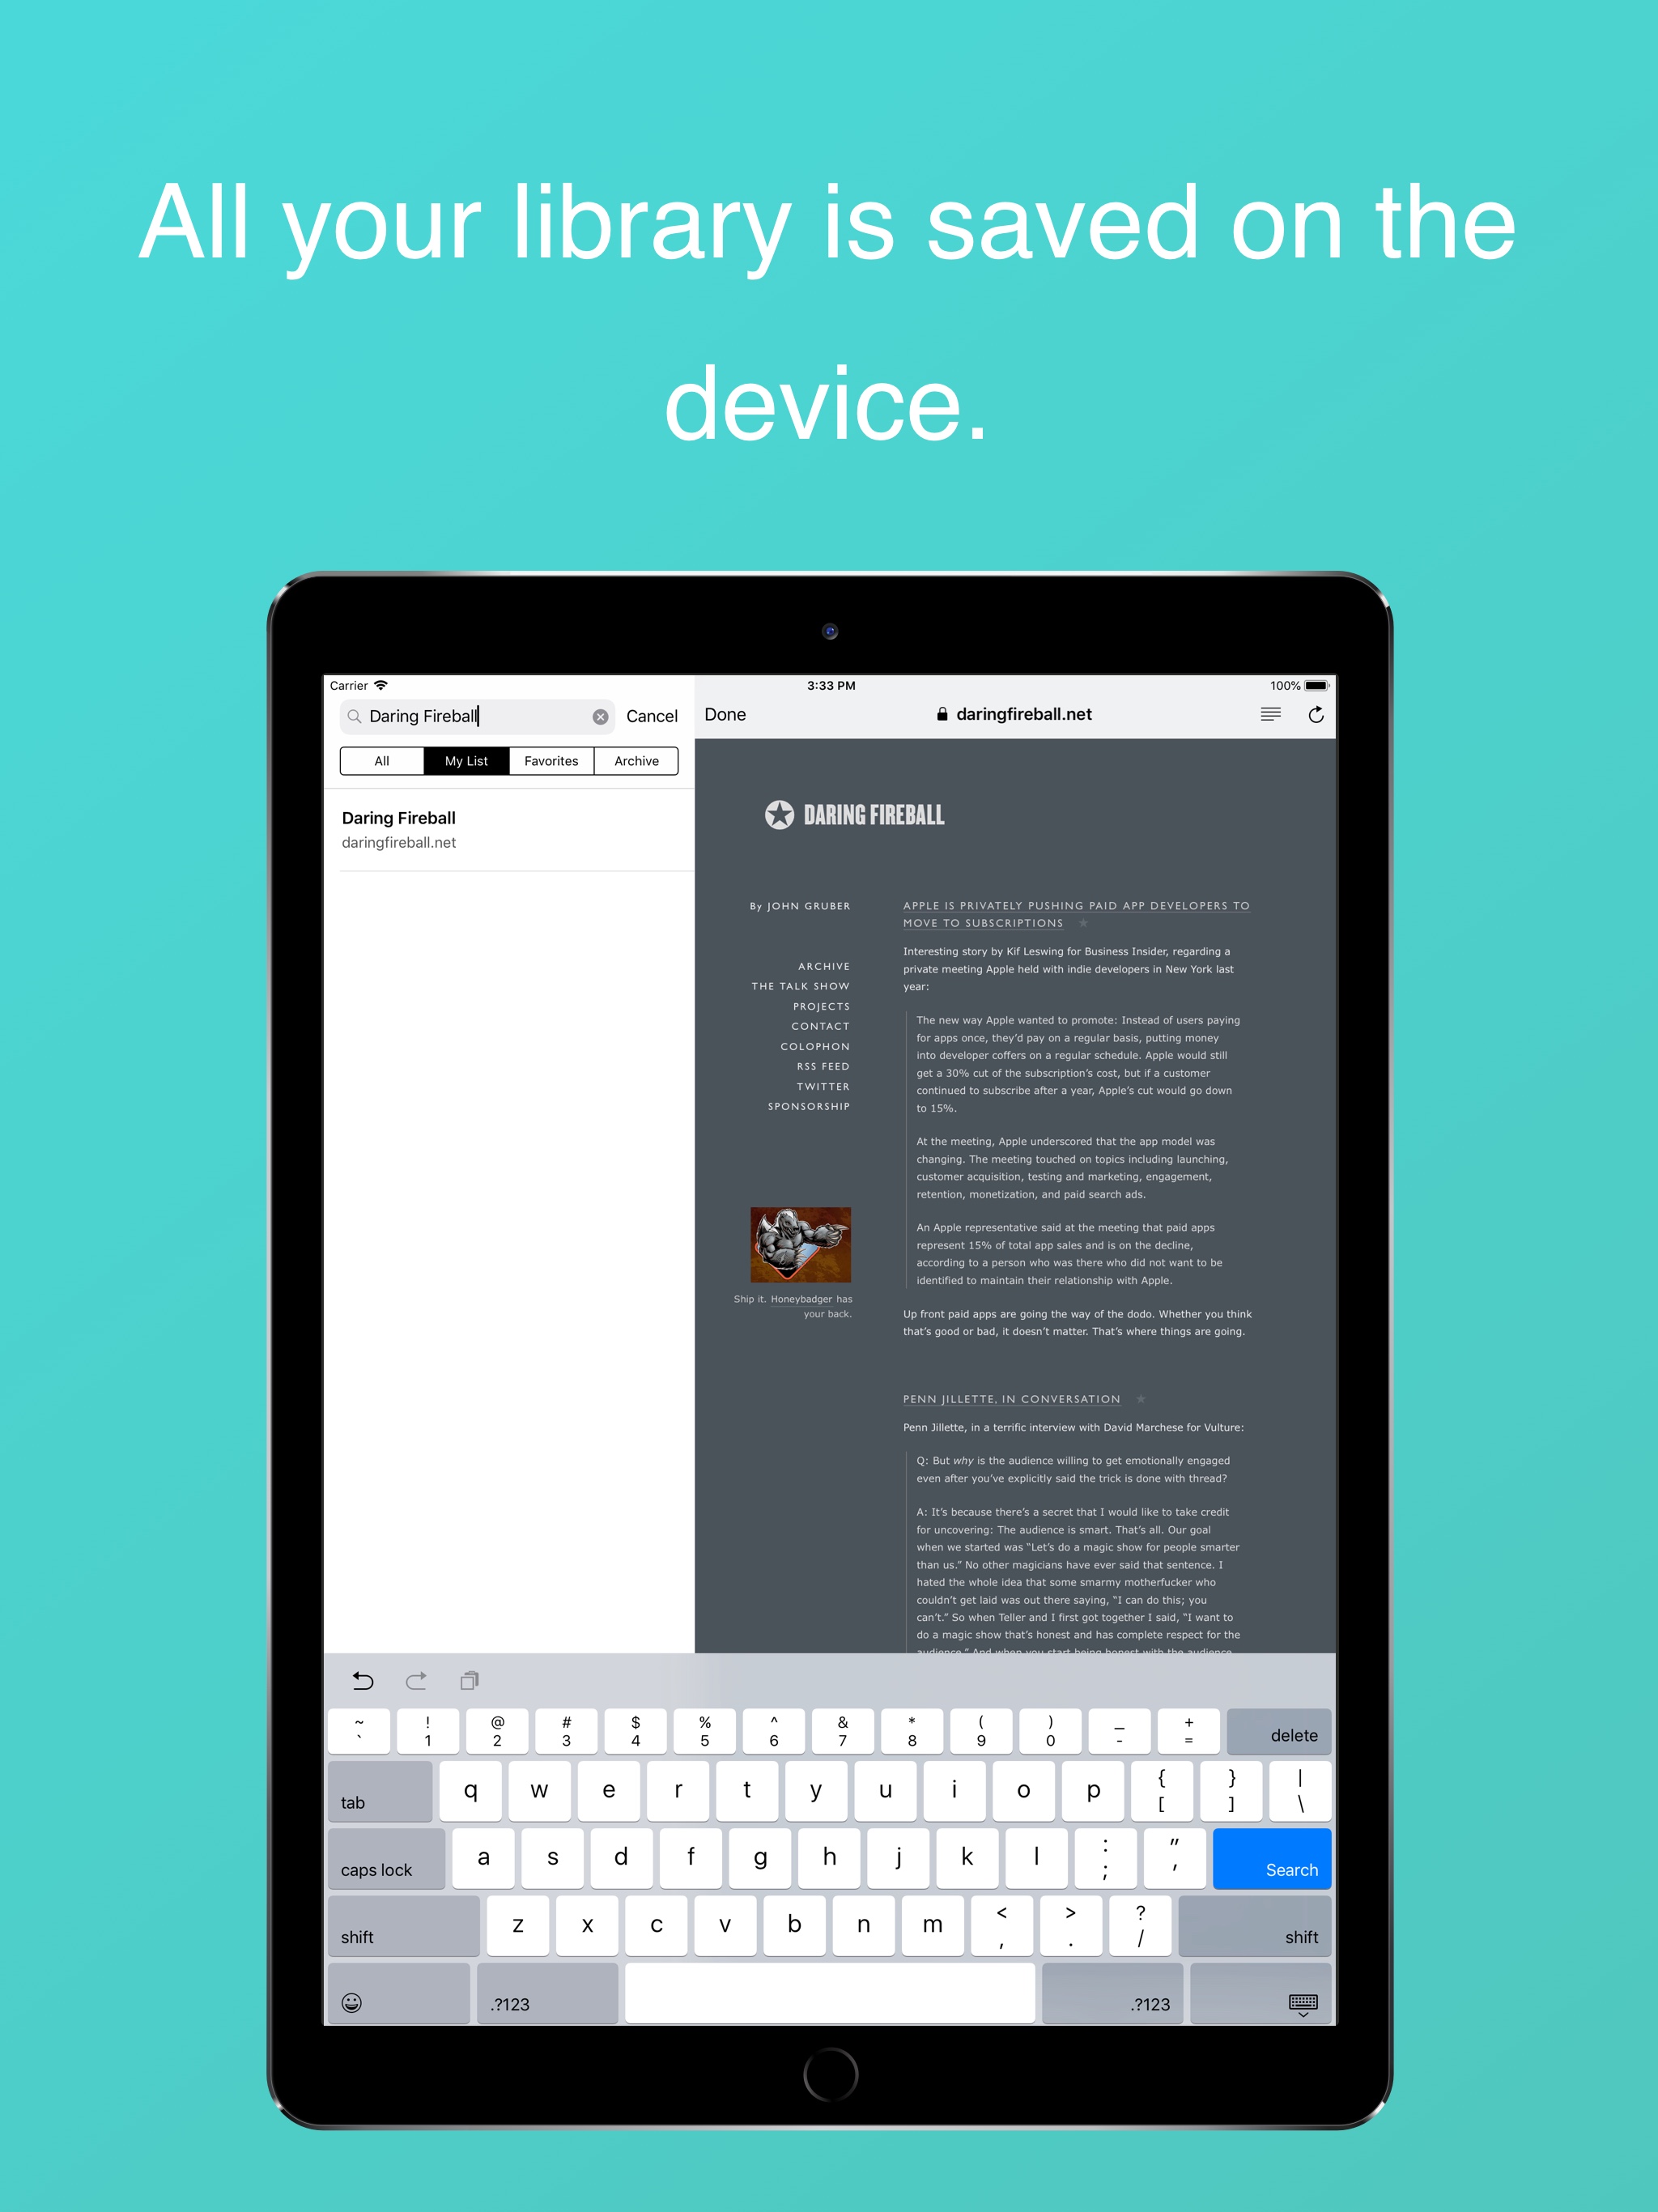 All your library is saved on the
device.
Carrier
3:33 PM
100%
Daring Fireball
Cancel
Done
daringfireball.net
All
My List
Favorites
Archive
Daring Fireball
daringfireball.net
DARING FIREBALL
By JOHN GRUBER
ARCHIVE
THE TALK SHOW
PROJECTS
CONTACT
COLOPHON
RSS FEED
TWITTER
SPONSORSHIP
Ship it. Honeybadger has
your back.
APPLE IS PRIVATELY PUSHING PAID APP DEVELOPERS TO
MOVE TO SUBSCRIPTIONS ★
Interesting story by Kif Leswing for Business Insider, regarding a
private meeting Apple held with indie developers in New York last
year:
The new way Apple wanted to promote: Instead of users paying
for apps once, they’d pay on a regular basis, putting money
into developer coffers on a regular schedule. Apple would still
get a 30% cut of the subscription’s cost, but if a customer
continued to subscribe after a year, Apple’s cut would go down
to 15%.
At the meeting, Apple underscored that the app model was
changing. The meeting touched on topics including launching,
customer acquisition, testing and marketing, engagement,
retention, monetization, and paid search ads.
An Apple representative said at the meeting that paid apps
represent 15% of total app sales and is on the decline,
according to a person who was there who did not want to be
identified to maintain their relationship with Apple.
Up front paid apps are going the way of the dodo. Whether you think
that’s good or bad, it doesn’t matter. That’s where things are going.
PENN JILLETTE, IN CONVERSATION ★
Penn Jillette, in a terrific interview with David Marchese for Vulture:
Q: But why is the audience willing to get emotionally engaged
even after you’ve explicitly said the trick is done with thread?
A: It’s because there’s a secret that I would like to take credit
for uncovering: The audience is smart. That’s all. Our goal
when we started was “Let’s do a magic show for people smarter
than us.” No other magicians have ever said that sentence. I
hated the whole idea that some smarmy motherfucker who
couldn’t get laid was out there saying, “I can do this; you
can’t.” So when Teller and I first got together I said, “I want to
do a magic show that’s honest and has complete respect for the
audience.” And when you start being honest with the audience
~ ! @ # $ % ^ & * ( ) _ +
` 1 2 3 4 5 6 7 8 9 0 - = delete
tab q w e r t y u i o p { [ } ] | \
caps lock a s d f g h j k l : ; " ' Search
shift z x c v b n m < , > . ? / shift
.?123 .?123